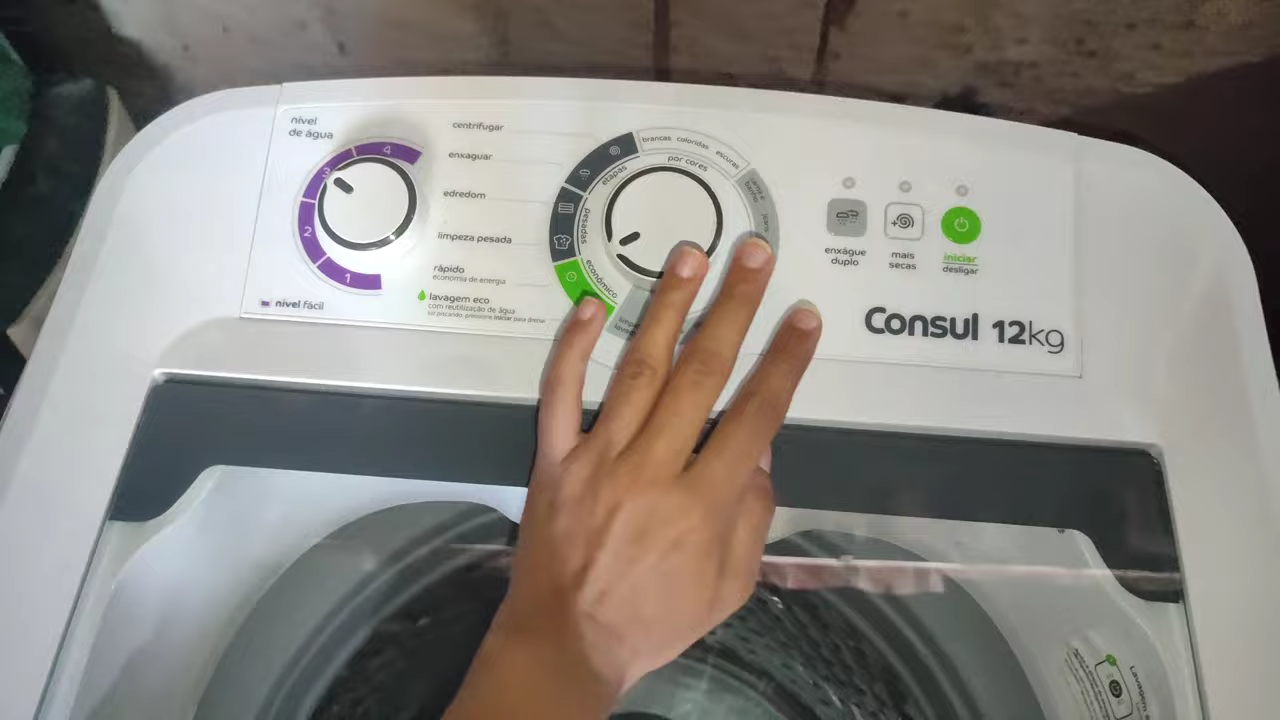 nível
de água
4
3
2
1
nível fácil
centrifugar
enxaguar
edredom
limpeza pesada
rápido
economia de energia
lavagem eco
com reutilização de água
brancas coloridas escuras
por cores
etapas
pesadas
econômico
enxágue
duplo
mais
secas
iniciar
desligar
Consul 12kg